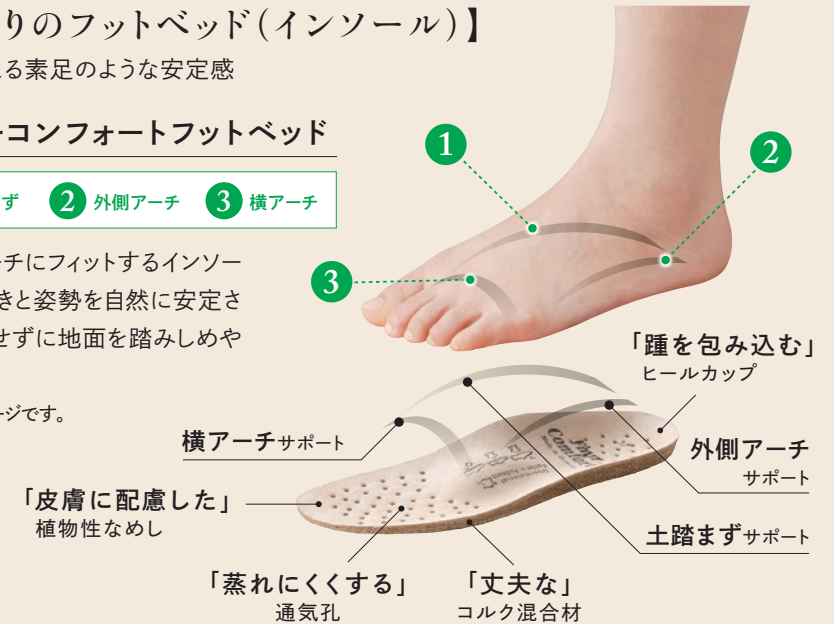 りのフットベッド(インソール)】
る素足のような安定感
コンフォートフットベッド
ず 2 外側アーチ 3 横アーチ
ーチにフィットするインソー
きと姿勢を自然に安定さ
せずに地面を踏みしめや
ージです。
1
2
3
「踵を包み込む」
ヒールカップ
横アーチサポート
外側アーチ
サポート
「皮膚に配慮した」
植物性なめし
土踏まずサポート
「蒸れにくくする」
通気孔
「丈夫な」
コルク混合材
Comfort